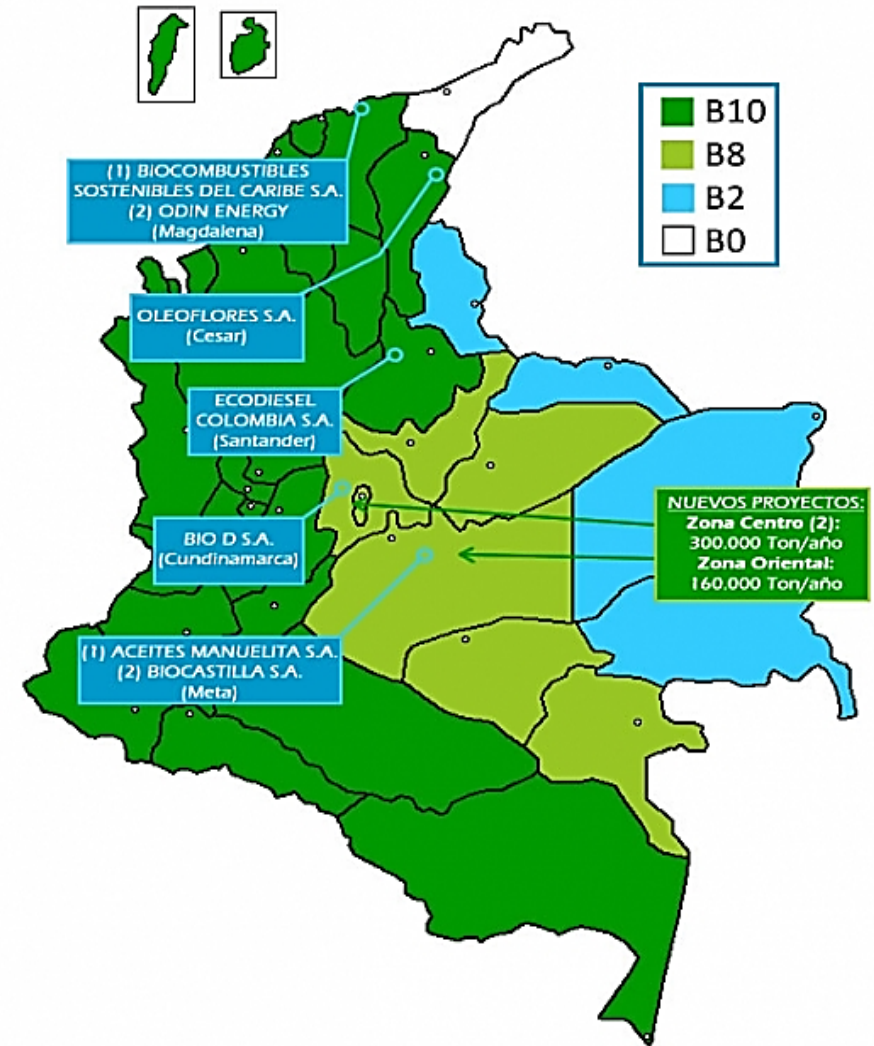 B10
B8
B2
B0
(1) BIOCOMBUSTIBLES
SOSTENIBLES DEL CARIBE S.A.
(2) ODIN ENERGY
(Magdalena)
OLEOFLORES S.A.
(Cesar)
ECODIESEL
COLOMBIA S.A.
(Santander)
BIO D S.A.
(Cundinamarca)
(1) ACEITES MANUELITA S.A.
(2) BIOCASTILLA S.A.
(Meta)
NUEVOS PROYECTOS:
Zona Centro (2):
300.000 Ton/año
Zona Oriental:
160.000 Ton/año